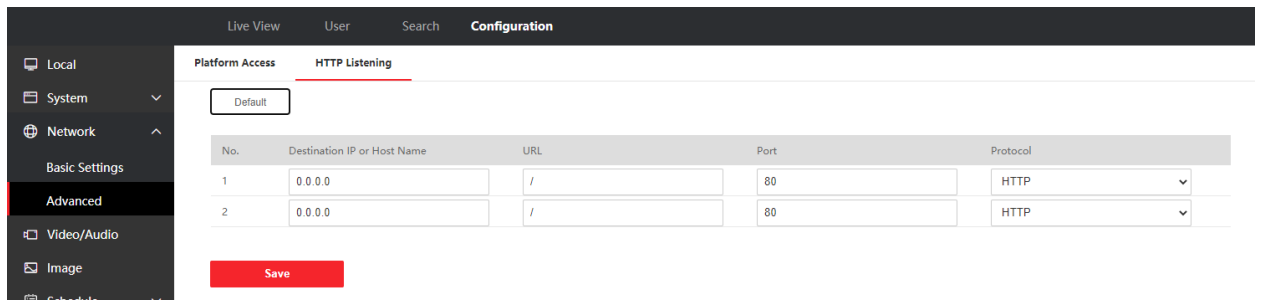 Live View User Search Configuration
Local
System
Network
Basic Settings
Advanced
Video/Audio
Image
Schedule
Platform Access HTTP Listening
Default
No. Destination IP or Host Name URL Port Protocol
1 0.0.0.0 / 80 HTTP
2 0.0.0.0 / 80 HTTP
Save